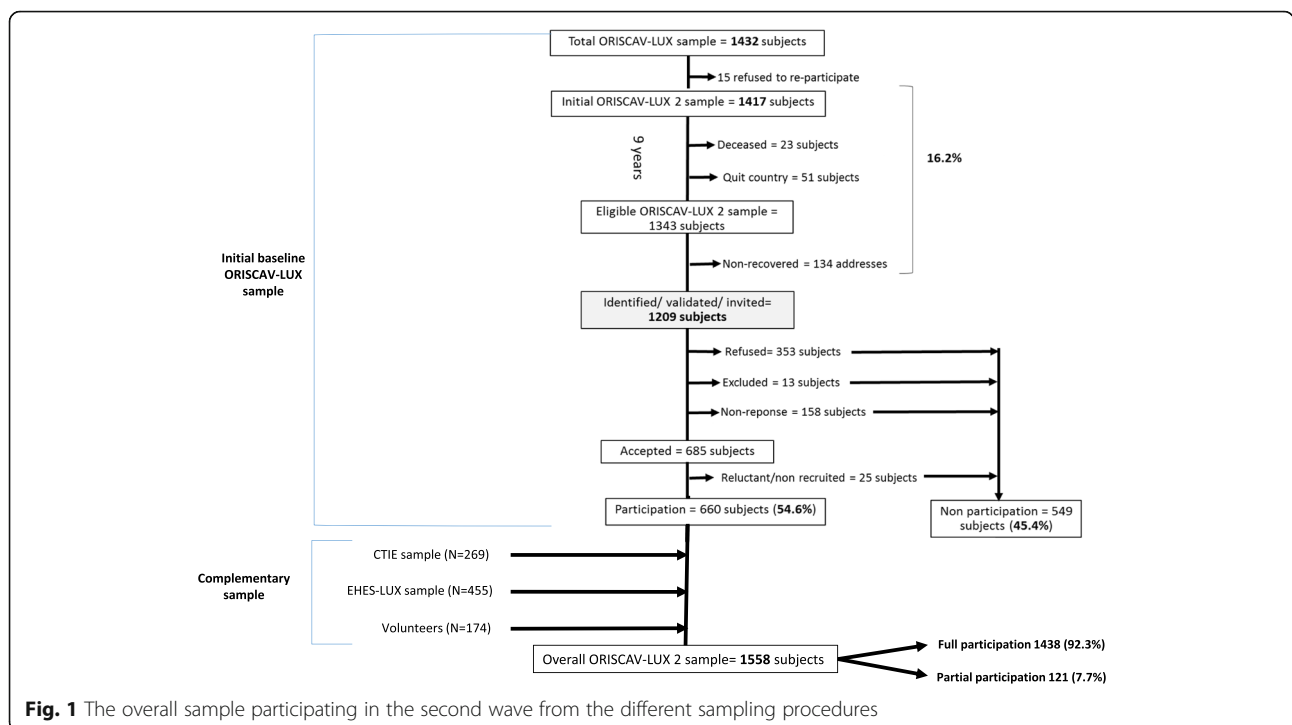 Total ORISCAV-LUX sample = 1432 subjects
15 refused to re-participate
Initial ORISCAV-LUX 2 sample = 1417 subjects
9 years
Deceased = 23 subjects
16.2%
Quit country = 51 subjects
Eligible ORISCAV-LUX 2 sample =
1343 subjects
Initial baseline
ORISCAV-LUX
sample
Non-recovered = 134 addresses
Identified/ validated/ invited=
1209 subjects
Refused= 353 subjects
Excluded = 13 subjects
Non-reponse = 158 subjects
Accepted = 685 subjects
Reluctant/non recruited = 25 subjects
Participation = 660 subjects (54.6%)
Non participation = 549
subjects (45.4%)
Complementary
sample
CTIE sample (N=269)
EHES-LUX sample (N=455)
Volunteers (N=174)
Overall ORISCAV-LUX 2 sample= 1558 subjects
Full participation 1438 (92.3%)
Partial participation 121 (7.7%)
Fig. 1 The overall sample participating in the second wave from the different sampling procedures